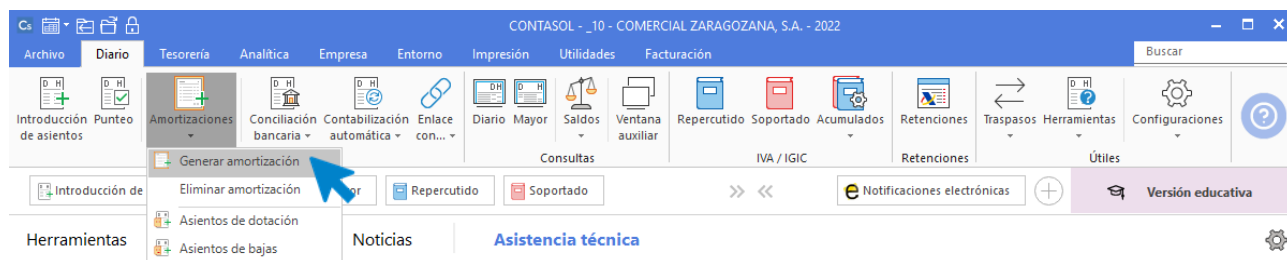 Cs CONTASOL - _10 - COMERCIAL ZARAGOZANA, S.A. - 2022
Archivo Diario Tesorería Analítica Empresa Entorno Impresión Utilidades Facturación Buscar
D H D H D H D H DH D H D H
Introducción Punteo Amortizaciones Conciliación Contabilización Enlace Diario Mayor Saldos Ventana Repercutido Soportado Acumulados Retenciones Traspasos Herramientas Configuraciones ?
de asientos bancaria automática con... auxiliar
Generar amortización Consultas IVA / IGIC Retenciones Útiles
Introducción de Eliminar amortización or Repercutido Soportado Notificaciones electrónicas Versión educativa
Asientos de dotación
Herramientas Noticias Asistencia técnica
Asientos de bajas